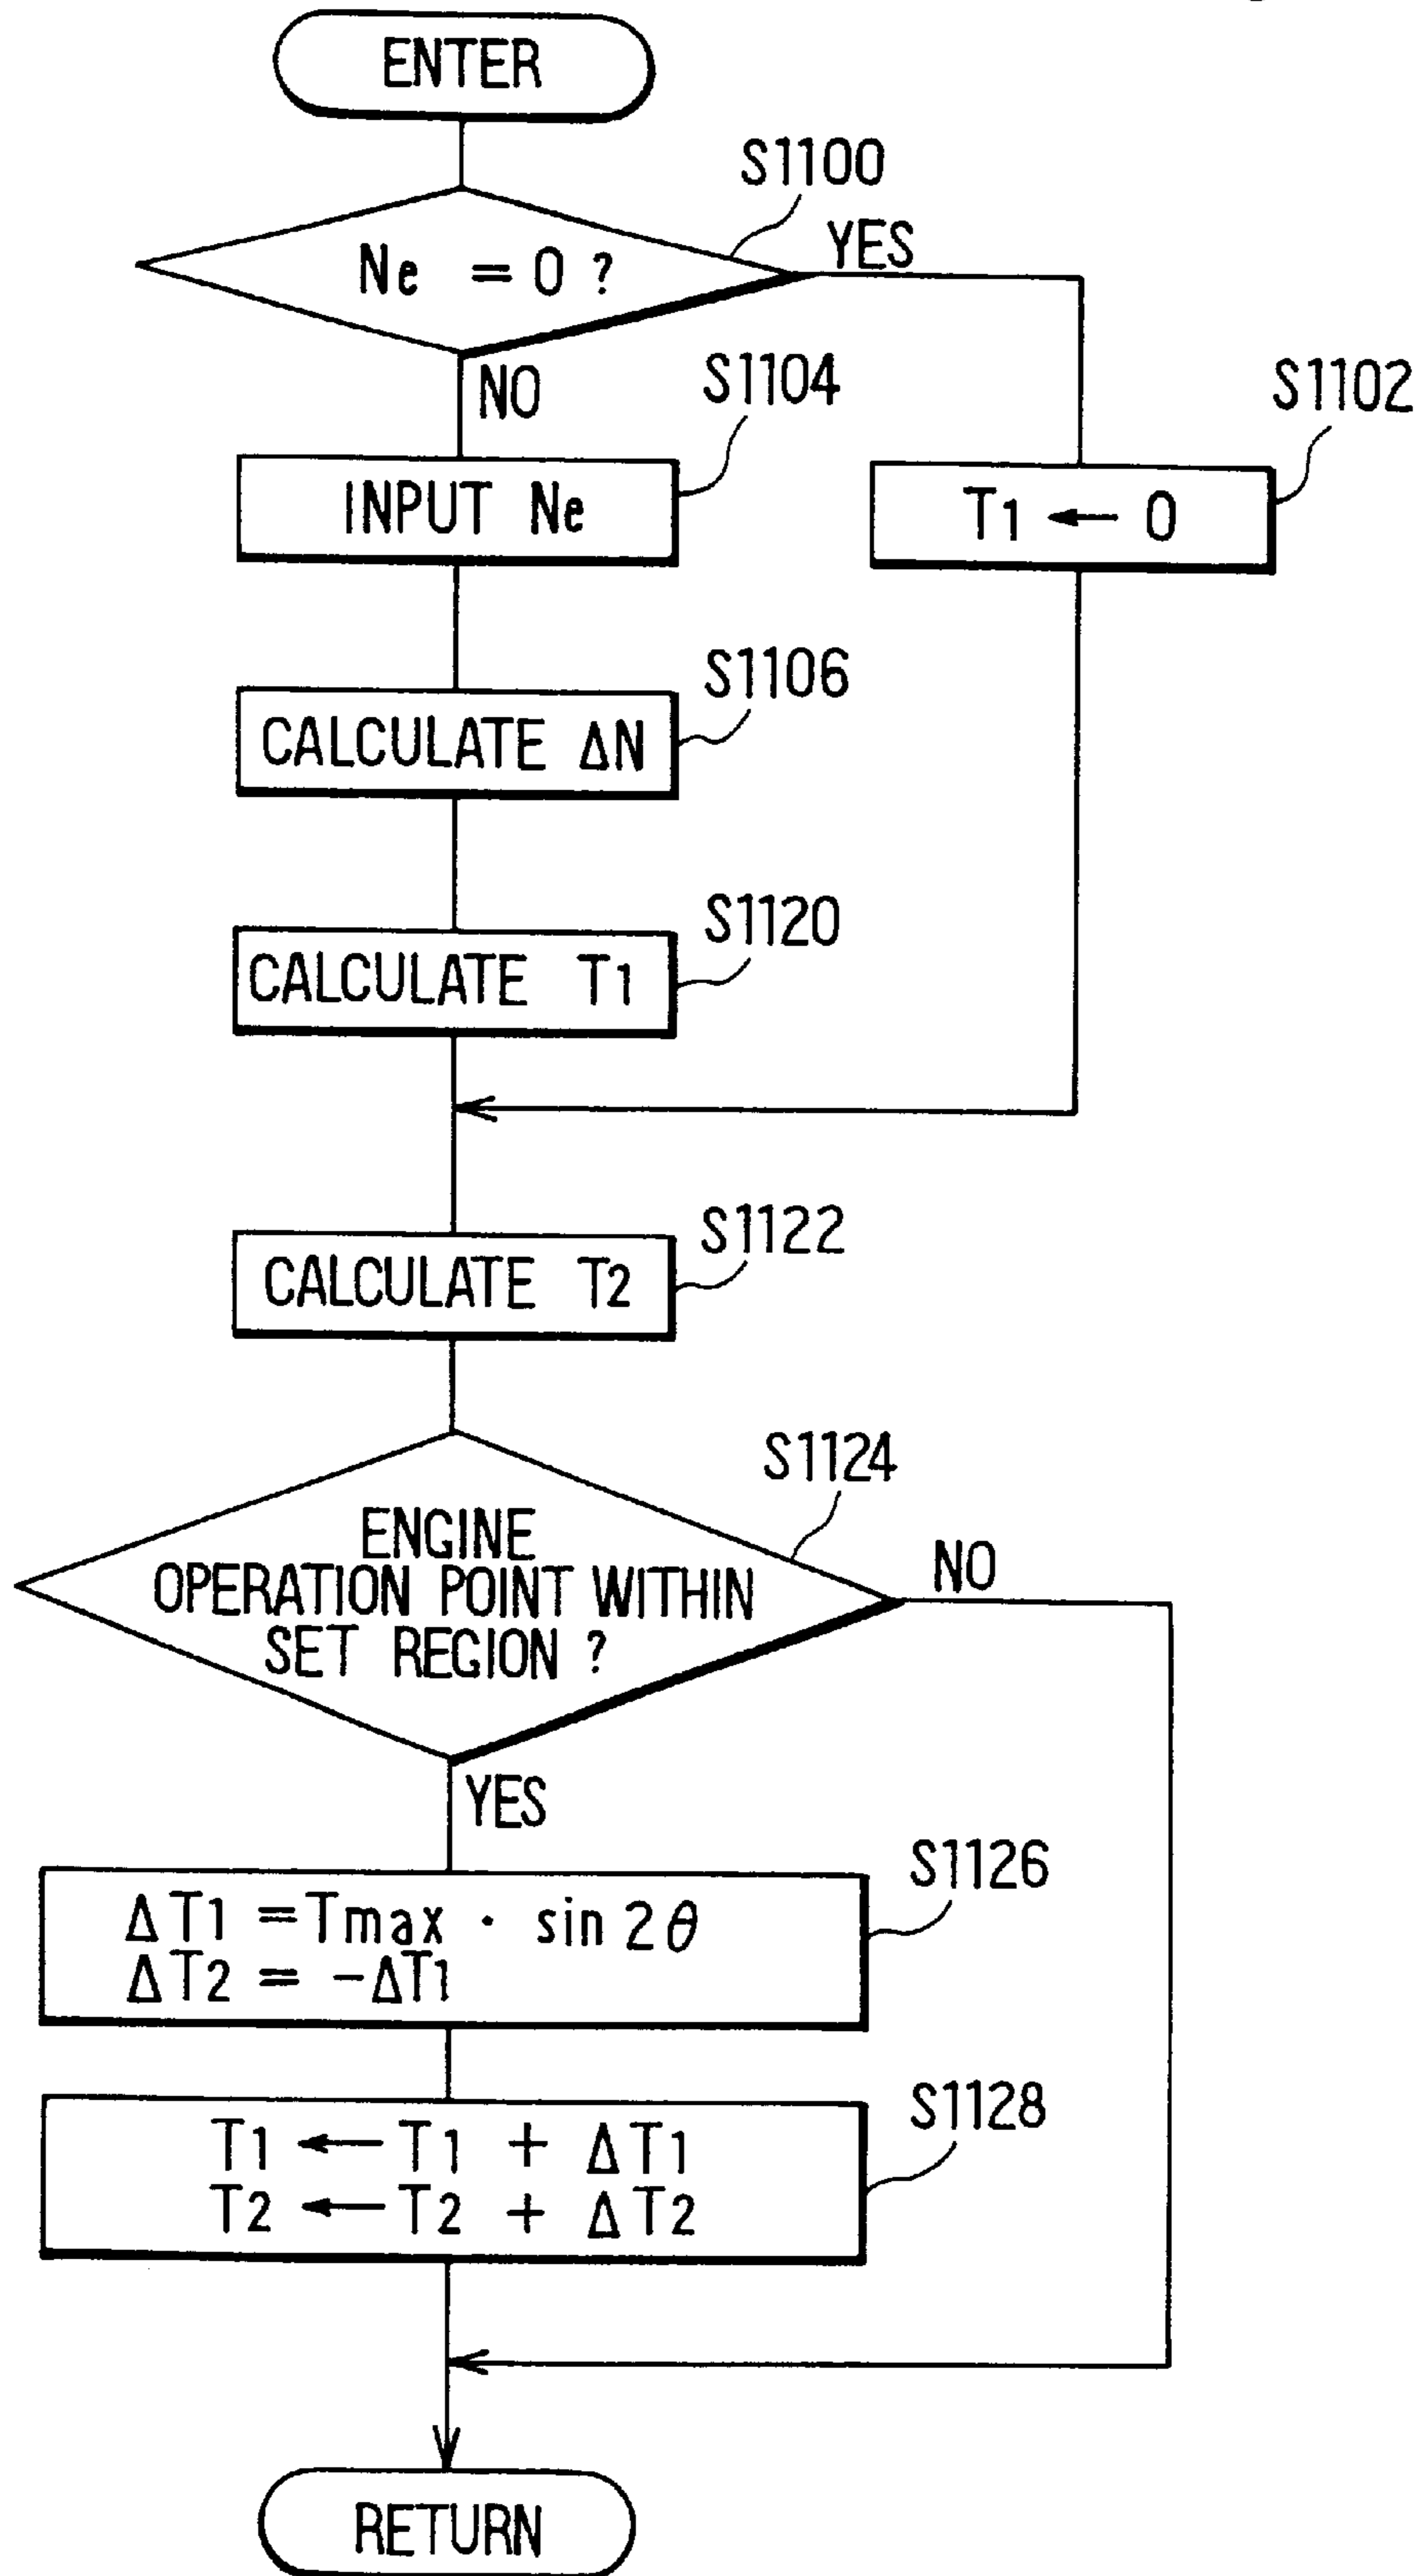 ENTER
S1100
Ne = 0 ?
YES
NO
S1104
S1102
INPUT Ne
T1 ← 0
S1106
CALCULATE ΔN
S1120
CALCULATE T1
S1122
CALCULATE T2
S1124
ENGINE
OPERATION POINT WITHIN
SET REGION ?
NO
YES
S1126
ΔT1 = Tmax · sin 2θ
ΔT2 = -ΔT1
S1128
T1 ← T1 + ΔT1
T2 ← T2 + ΔT2
RETURN